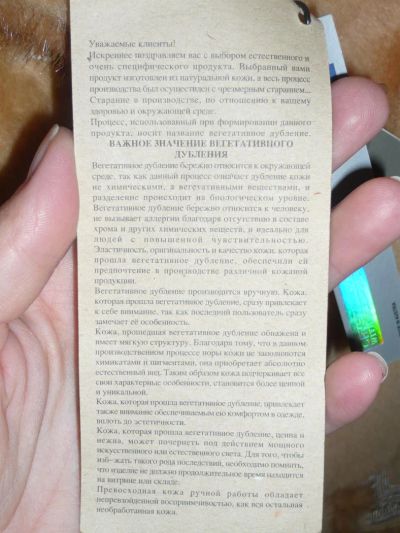 Уважаемые клиенты!
Искреннее поздравляем вас с выбором естественного и
очень специфического продукта. Выбранный вами
продукт изготовлен из натуральной кожи, а весь процесс
производства был осуществлен с чрезмерным старанием...
Старание в производстве, по отношению к вашему
здоровью и окружающей среде.
Процесс, использованный при формировании данного
продукта, носит название вегетативное дубление.
ВАЖНОЕ ЗНАЧЕНИЕ ВЕГЕТАТИВНОГО
ДУБЛЕНИЯ
Вегетативное дубление бережно относится к окружающей
среде, так как данный процесс означает дубление кожи
не химическими, а вегеутативными веществами, и
разделение происходит на биологическом уровне.
Вегетативное дубление бережно относится к человеку,
не вызывает аллергии благодаря отсутствию в составе
хрома и других химических веществ, и идеально для
людей с повышенной чувствительностью.
Эластичность, оригинальность и качество кожи, которая
прошла вегетативное дубление, обеспечили ей
предпочтение в производстве различной кожаной
продукции.
Вегетативное дубление производится вручную. Кожа,
которая прошла вегетативное дубление, сразу привлекает
к себе внимание, так как последний пользователь сразу
замечает её особенность.
Кожа, прошедшая вегетативное дубление обнажена и
имеет мягкую структуру. Благодаря тому, что в данном
производственном процессе поры кожи не заполняются
химикатами и пигментами, она приобретает абсолютно
естественный вид. Таким образом кожа подчеркивает все
свои характерные особенности, становится более ценной
и уникальной.
Кожа, которая прошла вегетативное дубление, привлекает
также внимание обеспечиваемым ею комфортом в одежде,
вплоть до эстетичности.
Кожа, которая прошла вегетативное дубление, ценна и
нежна, может почернеть под действием мощного
искусственного или естественного света. Для того, чтобы
изб-жать такого рода последствий, необходимо помнить,
что изделие не должно продолжительное время находится
на витрине или складе.
Превосходная кожа ручной работы обладает
непревзойденной восприимчивостью, как вся остальная
необработанная кожа.